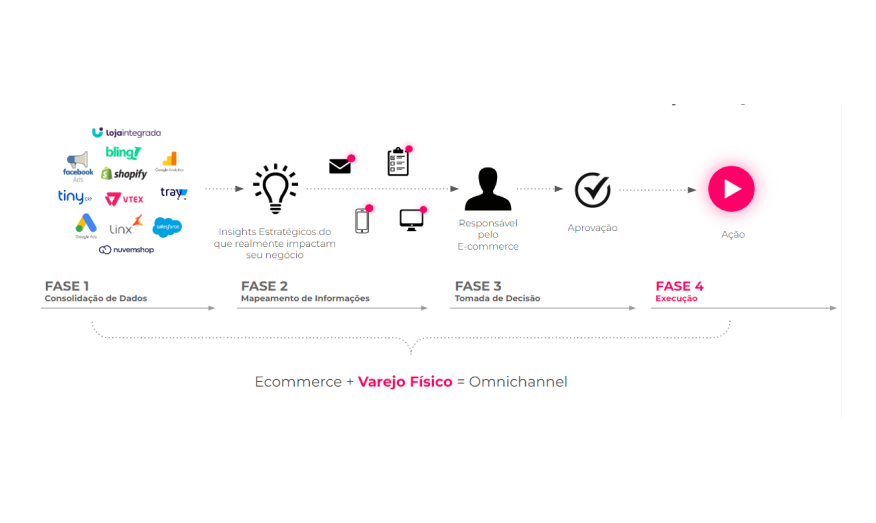 lojaintegrada
bling!
facebook
Ads
shopify
Google Analytics
tiny ERP
VTEX
tray
Google Ads
Linx
salesforce
nuvemshop
Insights Estratégicos do
que realmente impactam
seu negócio
Responsável
pelo
E-commerce
Aprovação
Ação
FASE 1
Consolidação de Dados
FASE 2
Mapeamento de Informações
FASE 3
Tomada de Decisão
FASE 4
Execução
Ecommerce + Varejo Físico = Omnichannel